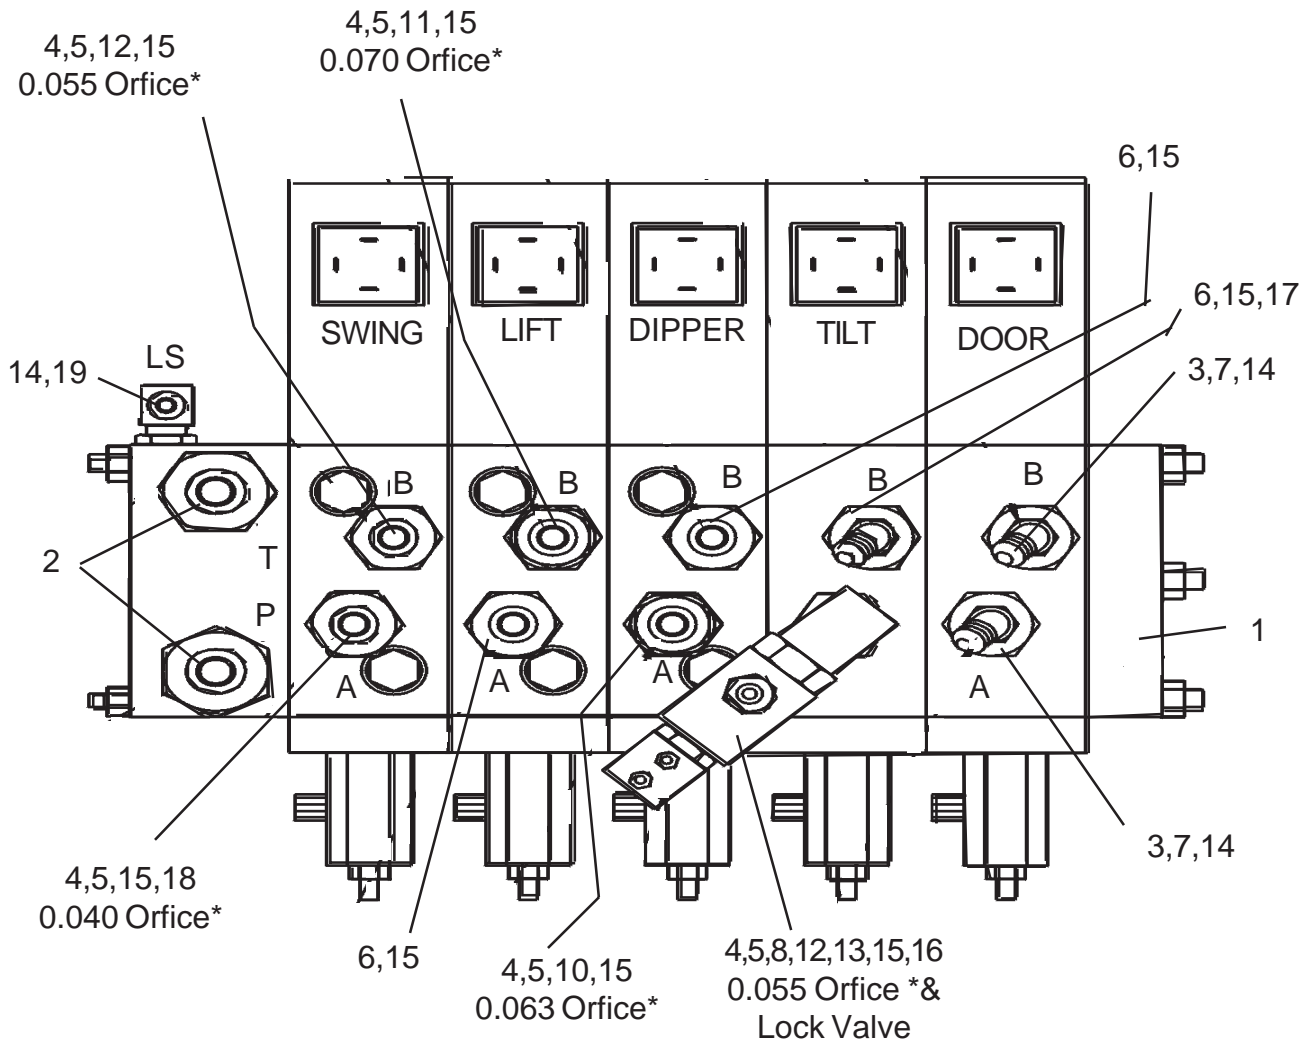 4,5,12,15
0.055 Orfice*
4,5,11,15
0.070 Orfice*
6,15
6,15,17
3,7,14
SWING
LIFT
DIPPER
TILT
DOOR
LS
14,19
B
B
B
B
B
T
2
P
A
A
A
A
1
3,7,14
4,5,15,18
0.040 Orfice*
6,15
4,5,10,15
0.063 Orfice*
4,5,8,12,13,15,16
0.055 Orfice *&
Lock Valve